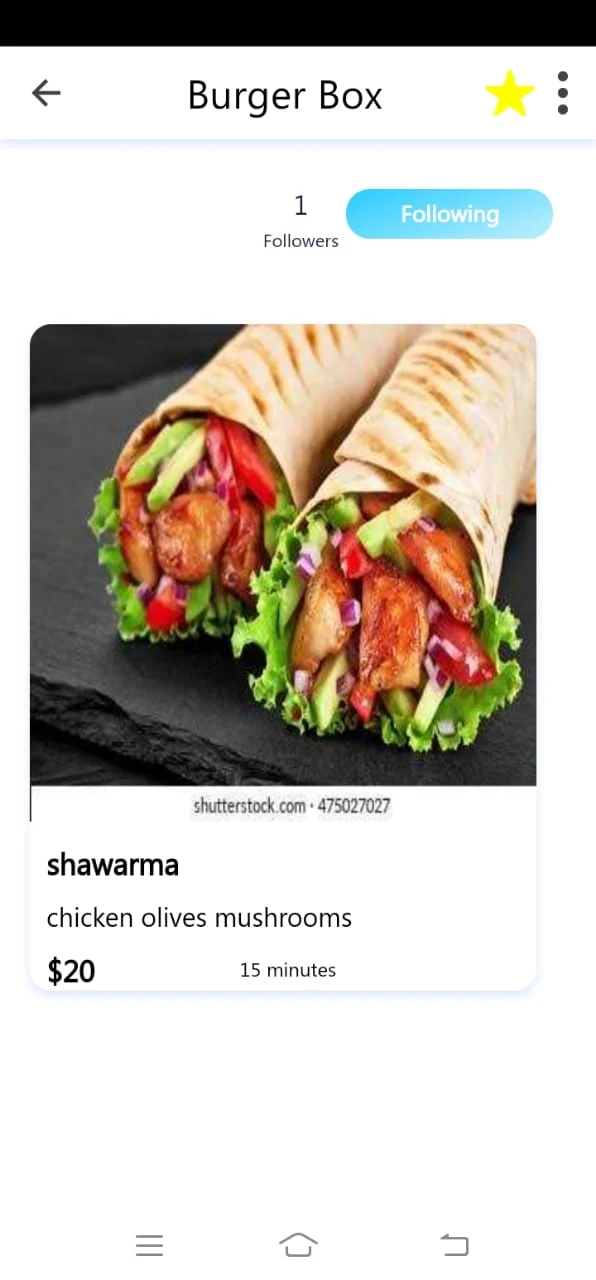 Burger Box
1
Followers
Following
shutterstock.com · 475027027
shawarma
chicken olives mushrooms
$20
15 minutes